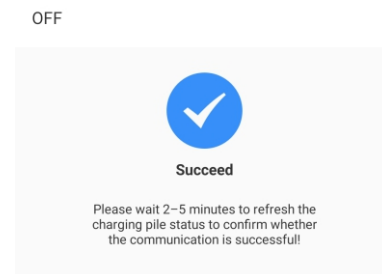 OFF
Succeed
Please wait 2–5 minutes to refresh the
charging pile status to confirm whether
the communication is successful!